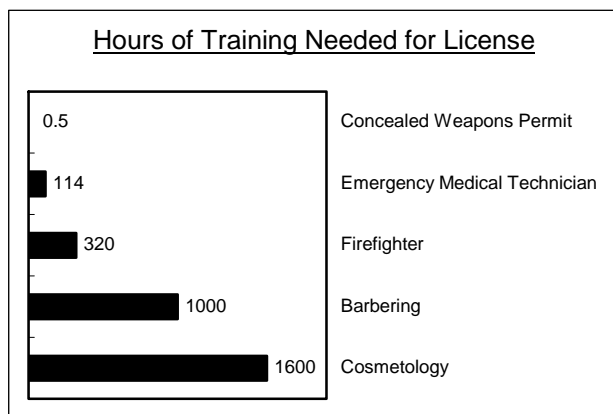 Hours of Training Needed for License
0.5 Concealed Weapons Permit
114 Emergency Medical Technician
320 Firefighter
1000 Barbering
1600 Cosmetology